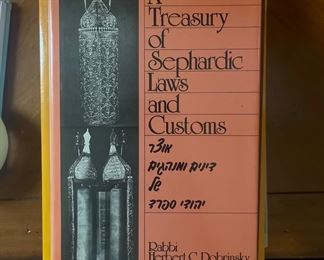 A
Treasury
of
Sephardic
Laws
and
Customs
אוצר
דינים ומנהגים
של
יהודי ספרד
Rabbi
Herbert C. Dobrinsky